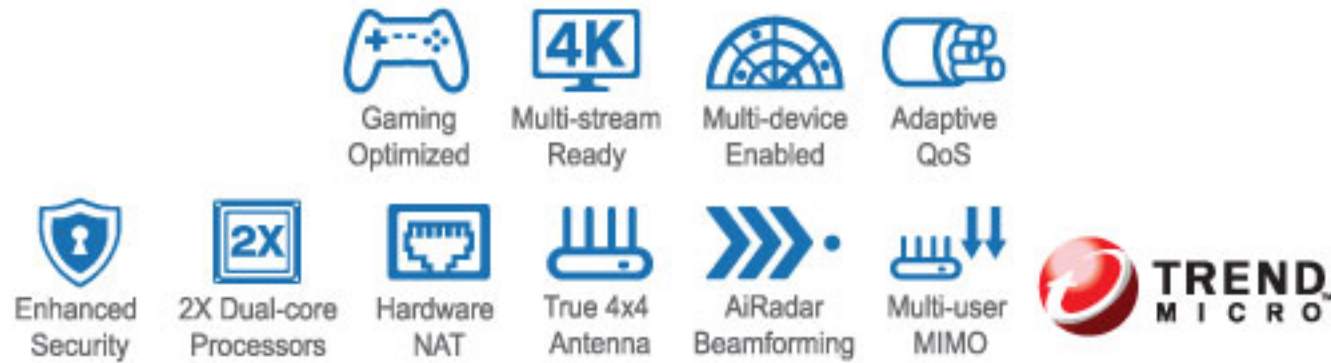 4K
Gaming
Optimized
Multi-stream
Ready
Multi-device
Enabled
Adaptive
QoS
2X
Enhanced
Security
2X Dual-core
Processors
Hardware
NAT
True 4x4
Antenna
AiRadar
Beamforming
Multi-user
MIMO
TREND
MICRO